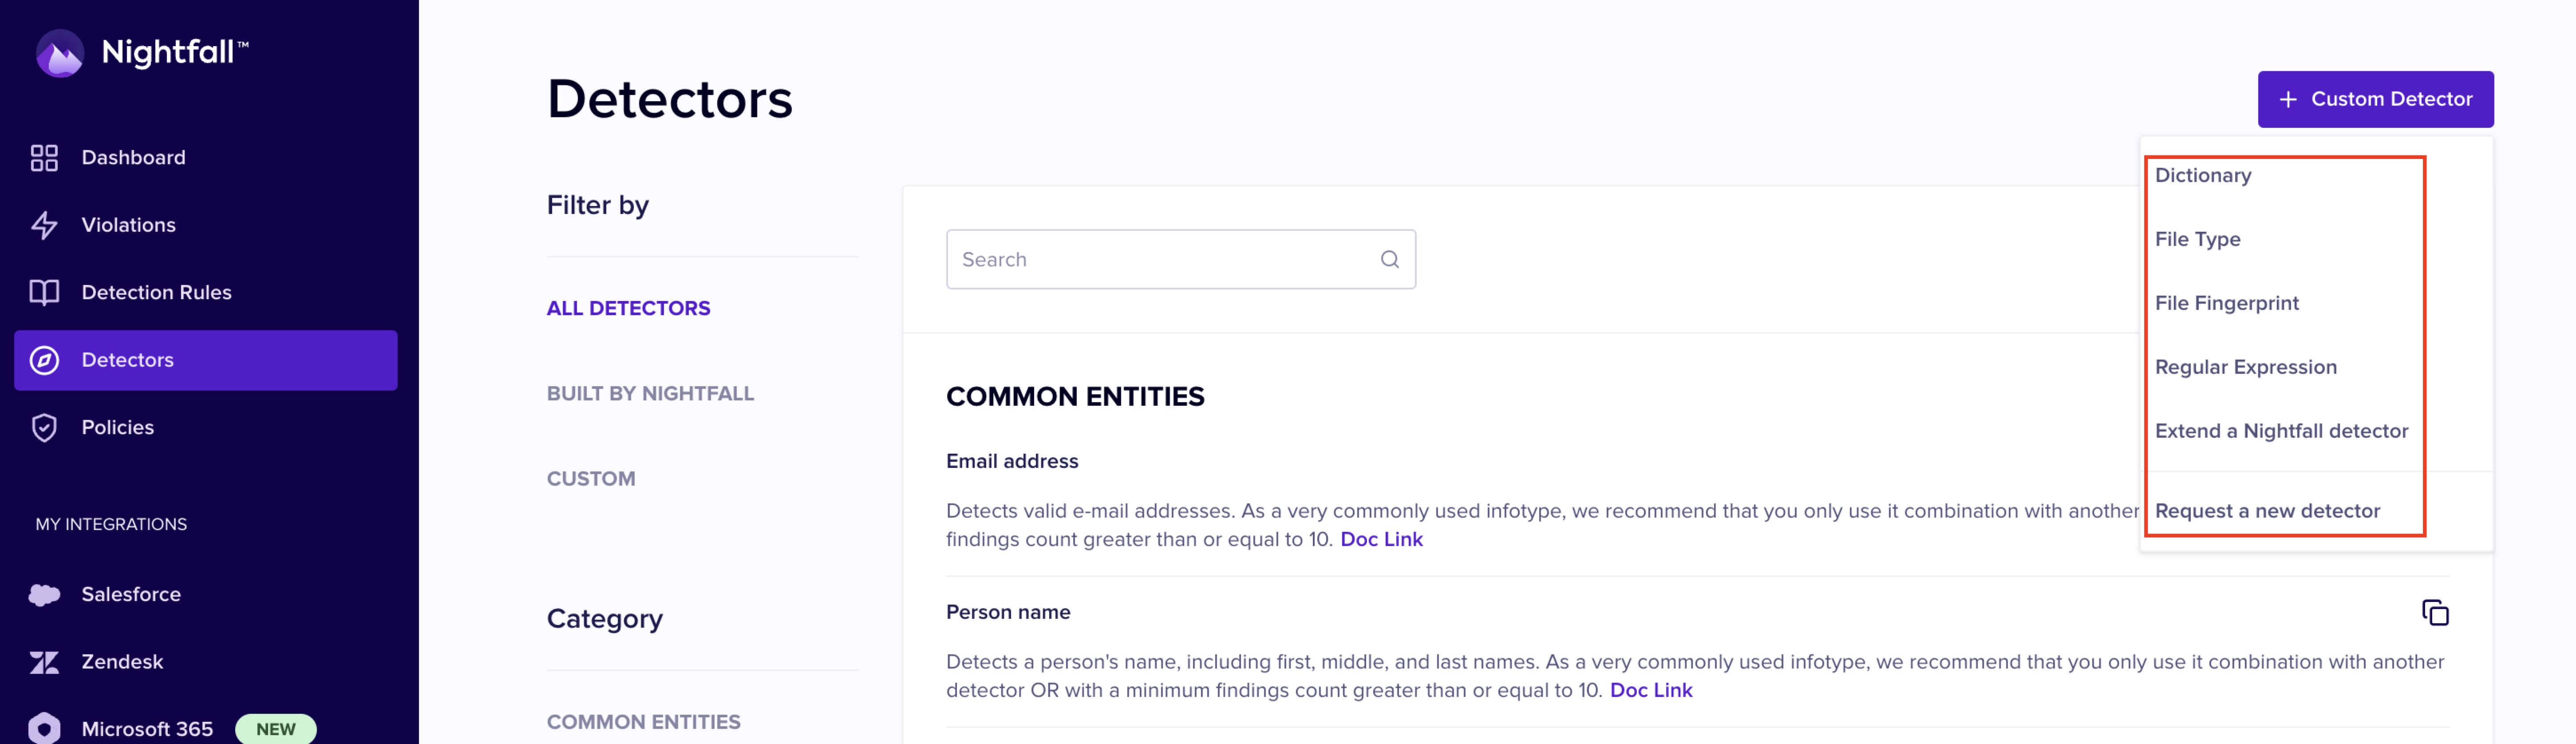 Nightfall™
Dashboard
Violations
Detection Rules
Detectors
Policies
MY INTEGRATIONS
Salesforce
Zendesk
Microsoft 365 NEW
Detectors
+ Custom Detector
Filter by
ALL DETECTORS
BUILT BY NIGHTFALL
CUSTOM
Category
COMMON ENTITIES
Search
COMMON ENTITIES
Email address
Detects valid e-mail addresses. As a very commonly used infotype, we recommend that you only use it combination with another
findings count greater than or equal to 10. Doc Link
Person name
Detects a person's name, including first, middle, and last names. As a very commonly used infotype, we recommend that you only use it combination with another
detector OR with a minimum findings count greater than or equal to 10. Doc Link
Dictionary
File Type
File Fingerprint
Regular Expression
Extend a Nightfall detector
Request a new detector